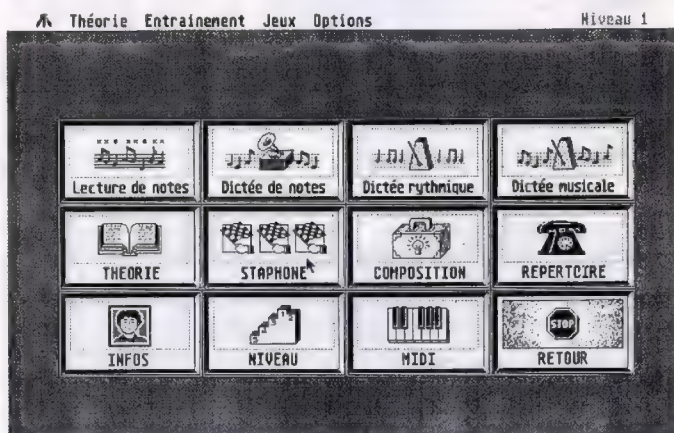 Théorie Entrainement Jeux Options Niveau 1
Lecture de notes Dictée de notes Dictée rythmique Dictée musicale
THEORIE STAPHONE COMPOSITION REPERTOIRE
INFOS NIVEAU MIDI RETOUR
STOP